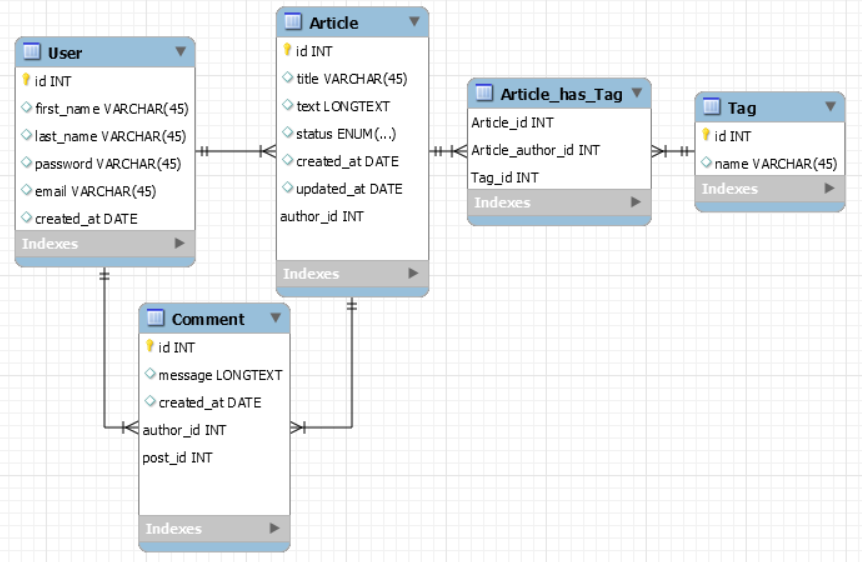 User
id INT
first_name VARCHAR(45)
last_name VARCHAR(45)
password VARCHAR(45)
email VARCHAR(45)
created_at DATE
Indexes
Article
id INT
title VARCHAR(45)
text LONGTEXT
status ENUM(...)
created_at DATE
updated_at DATE
author_id INT
Indexes
Article_has_Tag
Article_id INT
Article_author_id INT
Tag_id INT
Indexes
Tag
id INT
name VARCHAR(45)
Indexes
Comment
id INT
message LONGTEXT
created_at DATE
author_id INT
post_id INT
Indexes